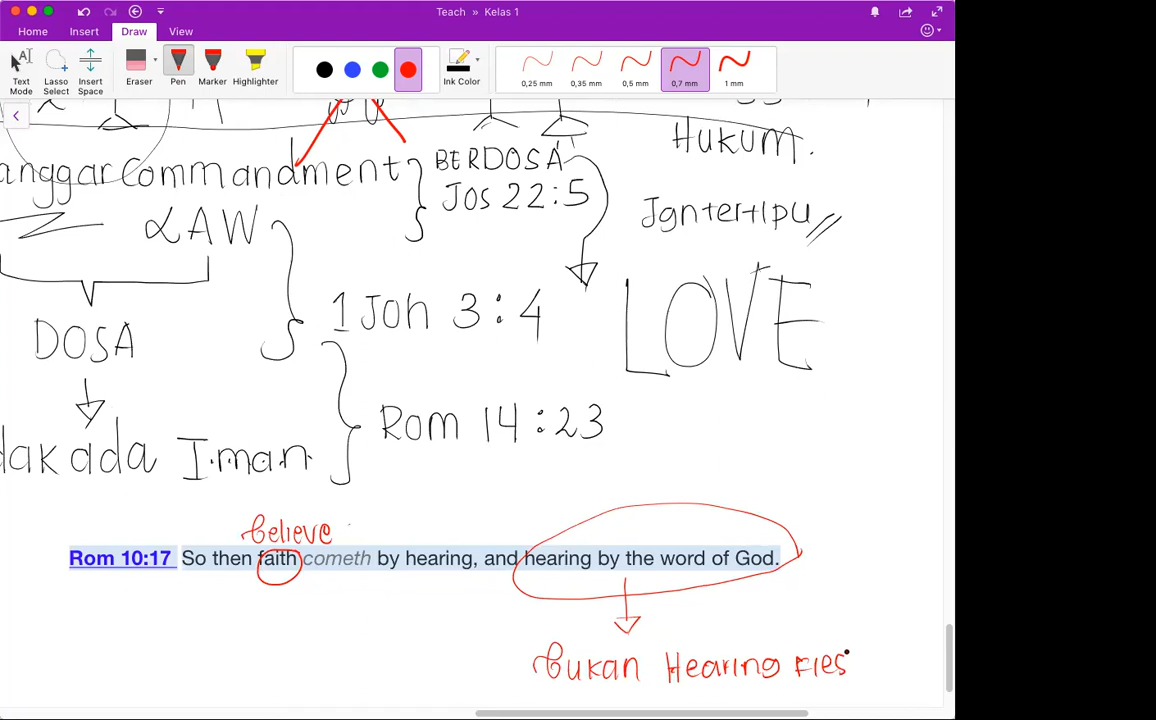 Teach » Kelas 1
Home Insert Draw View
Text Mode
Lasso Select
Insert Space
Eraser
Pen
Marker
Highlighter
Ink Color
0,25 mm
0,35 mm
0,5 mm
0,7 mm
1 mm
Hukum.
anggar Commandment
BERDOSA
Jos 22:5
Jgn tertipu
LAW
LOVE
1 Joh 3:4
DOSA
Rom 14:23
dak ada Iman
believe
Rom 10:17 So then faith cometh by hearing, and hearing by the word of God.
bukan Hearing